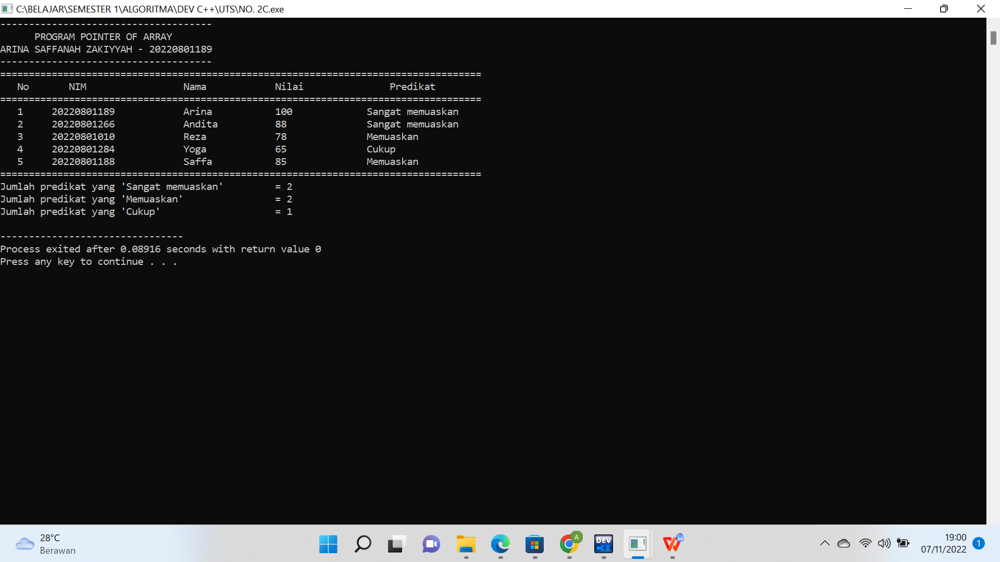 C:\BELAJAR\SEMESTER 1\ALGORITMA\DEV C++\UTS\NO. 2C.exe
-------------------------------------
PROGRAM POINTER OF ARRAY
ARINA SAFFANAH ZAKIYYAH - 20220801189
-------------------------------------
====================================================================================
No NIM Nama Nilai Predikat
====================================================================================
1 20220801189 Arina 100 Sangat memuaskan
2 20220801266 Andita 88 Sangat memuaskan
3 20220801010 Reza 78 Memuaskan
4 20220801284 Yoga 65 Cukup
5 20220801188 Saffa 85 Memuaskan
====================================================================================
Jumlah predikat yang 'Sangat memuaskan' = 2
Jumlah predikat yang 'Memuaskan' = 2
Jumlah predikat yang 'Cukup' = 1
--------------------------------
Process exited after 0.08916 seconds with return value 0
Press any key to continue . . .
28°C
Berawan
A
DEV
C++
W
19:00
07/11/2022
1